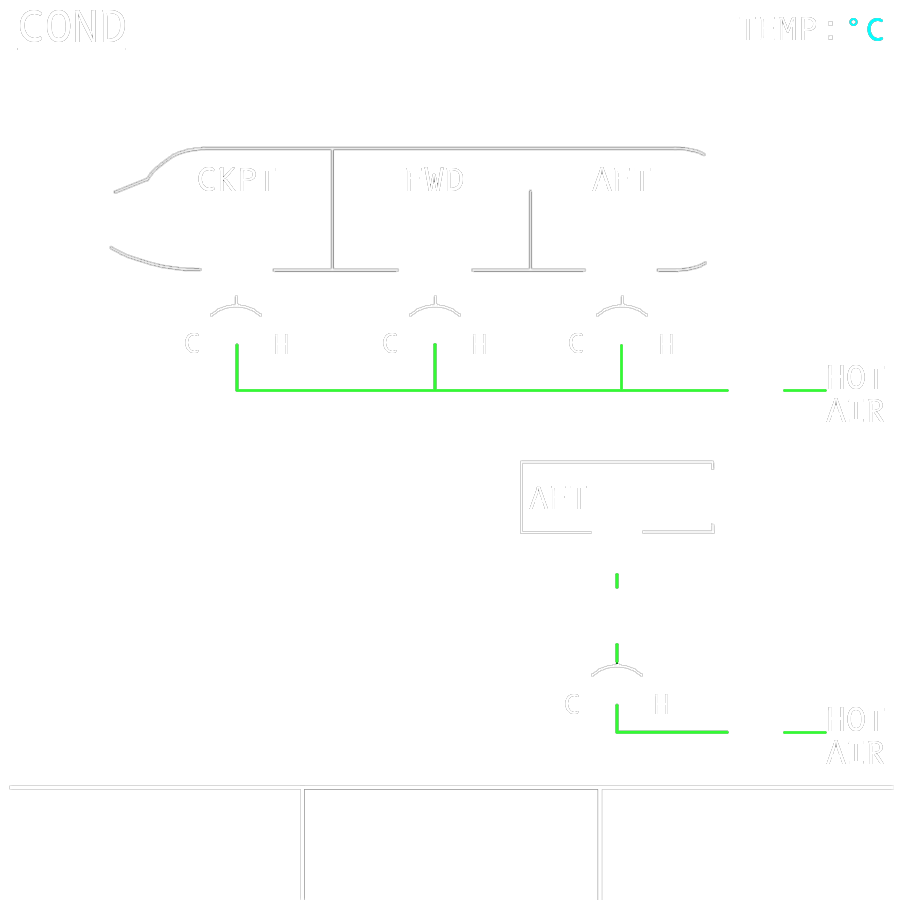 COND TEMP: °C
CKPT FWD AFT
C H C H C H
HOT
AIR
AFT
C H
HOT
AIR